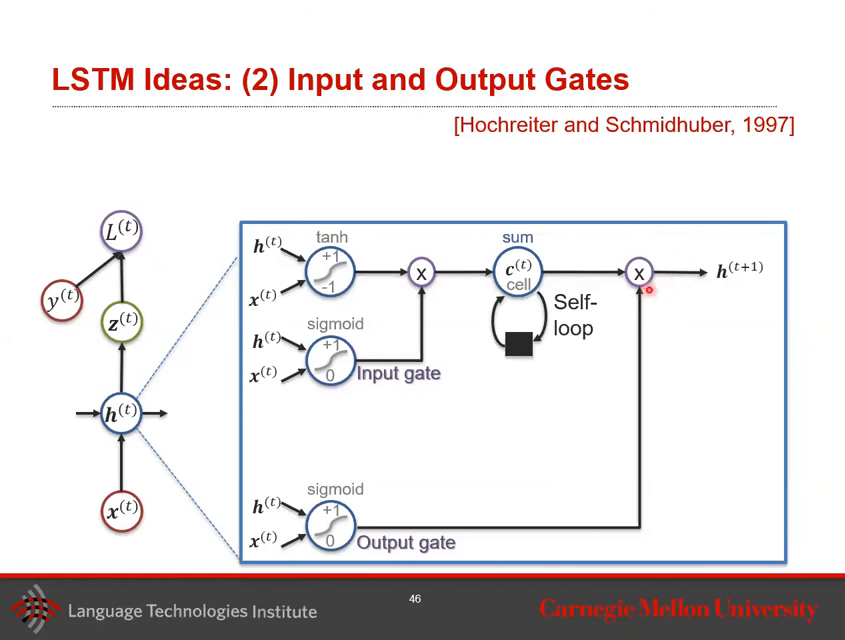 LSTM Ideas: (2) Input and Output Gates
[Hochreiter and Schmidhuber, 1997]
L^(t)
y^(t)
z^(t)
h^(t)
x^(t)
h^(t)
x^(t)
tanh
+1
-1
x
sum
c^(t)
cell
Self-
loop
x
h^(t+1)
h^(t)
x^(t)
sigmoid
+1
0
Input gate
h^(t)
x^(t)
sigmoid
+1
0
Output gate
Language Technologies Institute
46
Carnegie Mellon University